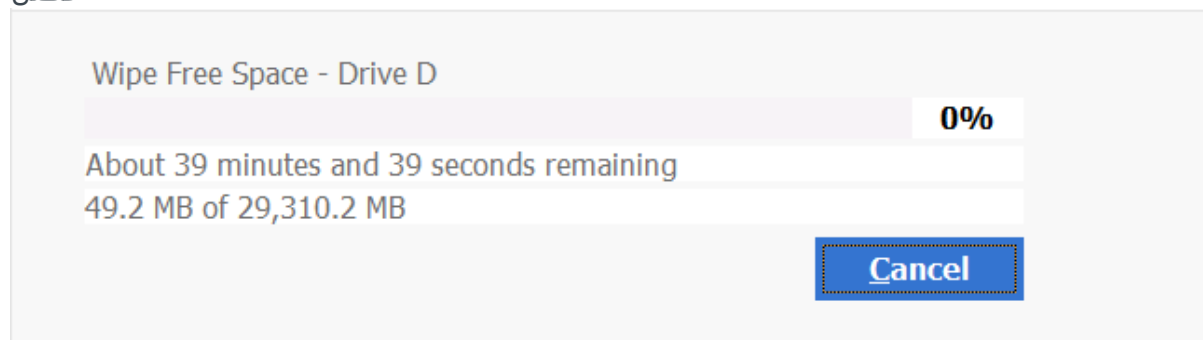 Wipe Free Space - Drive D
0%
About 39 minutes and 39 seconds remaining
49.2 MB of 29,310.2 MB
Cancel